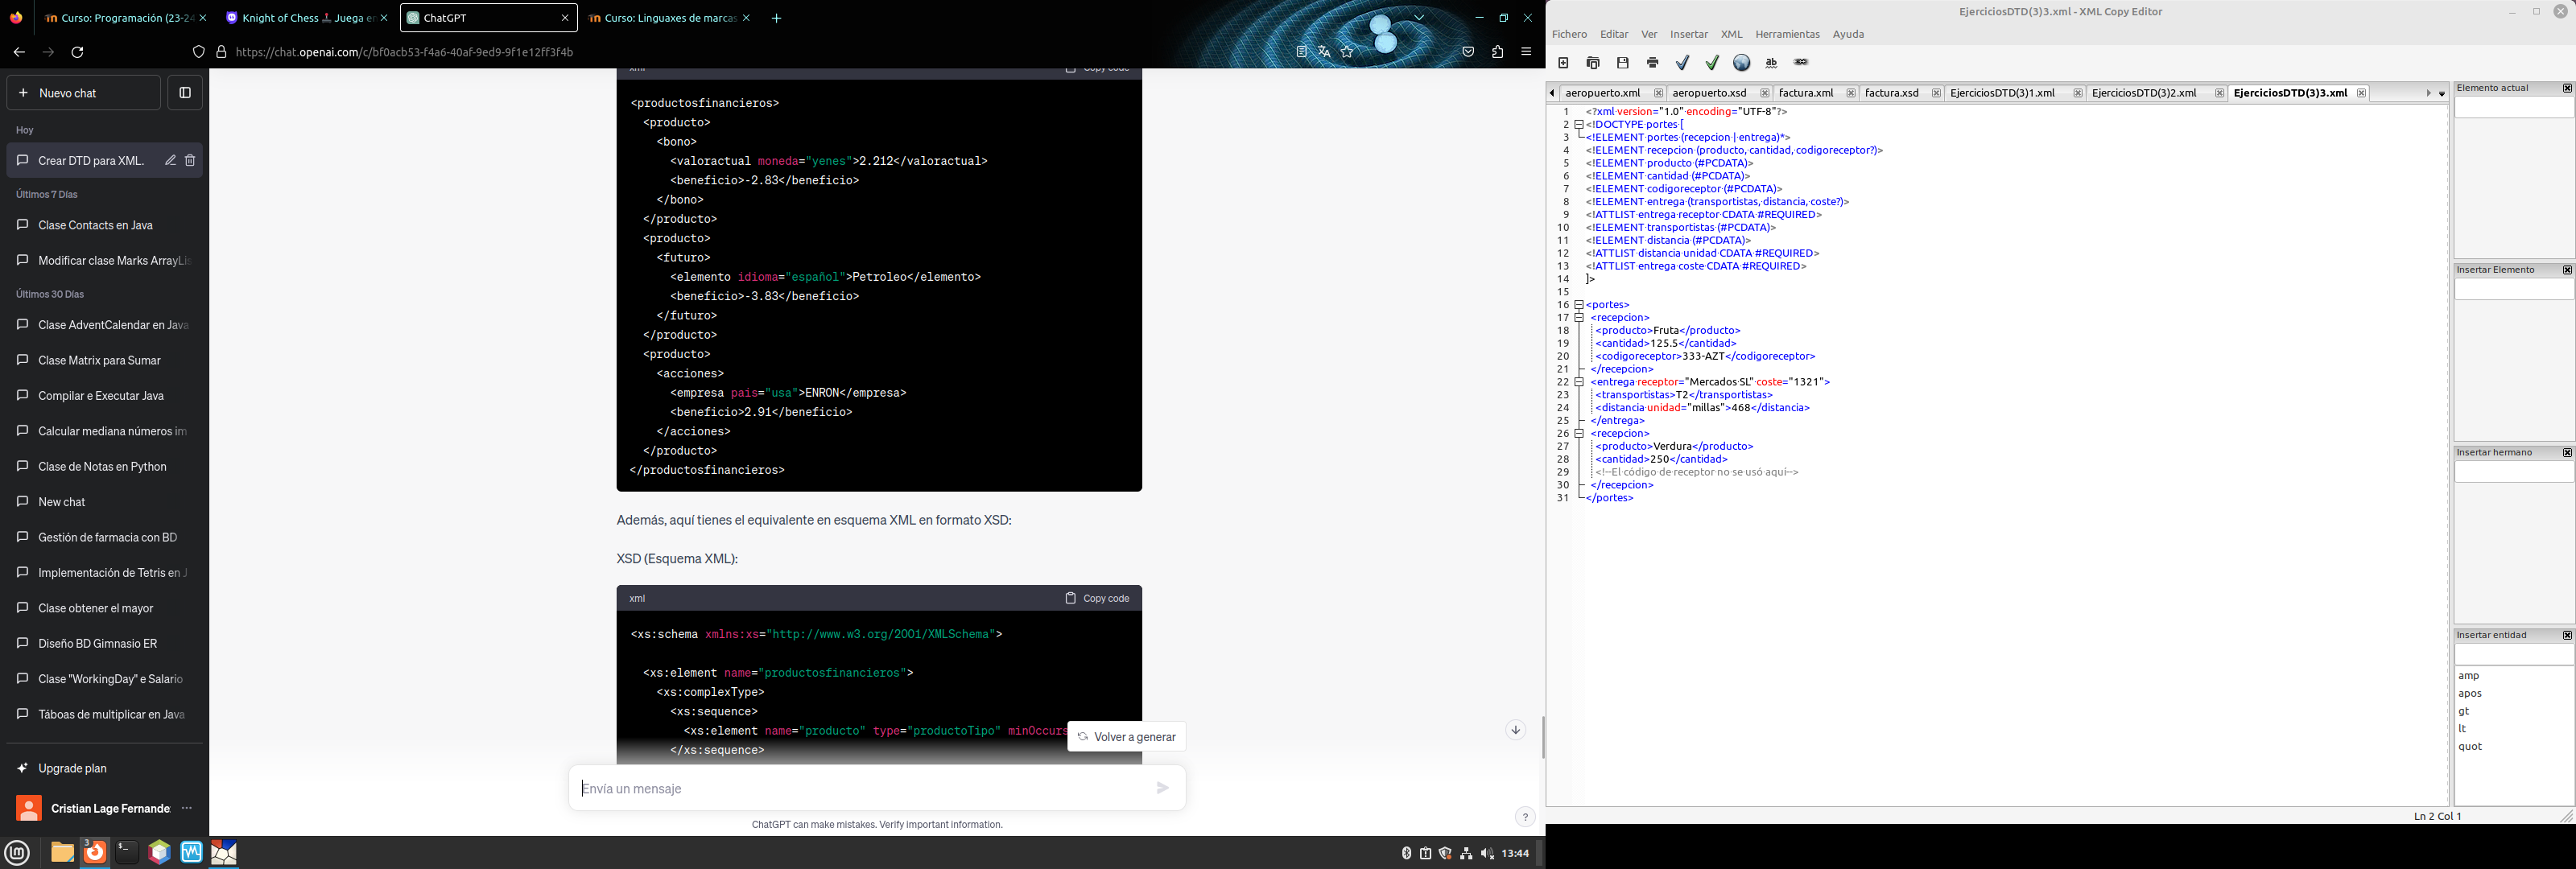 Curso: Programación (23-24
Knight of Chess
Juega en
ChatGPT
Curso: Linguaxes de marcas
https://chat.openai.com/c/bf0acb53-f4a6-40af-9ed9-9f1e12ff3f4b
Nuevo chat
Hoy
Crear DTD para XML.
Últimos 7 Días
Clase Contacts en Java
Modificar clase Marks ArrayLis
Últimos 30 Días
Clase AdventCalendar en Java
Clase Matrix para Sumar
Compilar e Executar Java
Calcular mediana números im
Clase de Notas en Python
New chat
Gestión de farmacia con BD
Implementación de Tetris en J
Clase obtener el mayor
Diseño BD Gimnasio ER
Clase "WorkingDay" e Salario
Táboas de multiplicar en Java
Upgrade plan
Cristian Lage Fernande
xml
Copy code
<productosfinancieros>
<producto>
<bono>
<valoractual moneda="yenes">2.212</valoractual>
<beneficio>-2.83</beneficio>
</bono>
</producto>
<producto>
<futuro>
<elemento idioma="español">Petroleo</elemento>
<beneficio>-3.83</beneficio>
</futuro>
</producto>
<producto>
<acciones>
<empresa pais="usa">ENRON</empresa>
<beneficio>2.91</beneficio>
</acciones>
</producto>
</productosfinancieros>
Además, aquí tienes el equivalente en esquema XML en formato XSD:
XSD (Esquema XML):
xml
Copy code
<xs:schema xmlns:xs="http://www.w3.org/2001/XMLSchema">
<xs:element name="productosfinancieros">
<xs:complexType>
<xs:sequence>
<xs:element name="producto" type="productoTipo" minOccurs
</xs:sequence>
Volver a generar
Envía un mensaje
ChatGPT can make mistakes. Verify important information.
?
3
13:44
EjerciciosDTD(3)3.xml - XML Copy Editor
Fichero Editar Ver Insertar XML Herramientas Ayuda
aeropuerto.xml
aeropuerto.xsd
factura.xml
factura.xsd
EjerciciosDTD(3)1.xml
EjerciciosDTD(3)2.xml
EjerciciosDTD(3)3.xml
1 <?xml version="1.0" encoding="UTF-8"?>
2 <!DOCTYPE portes [
3 <!ELEMENT portes (recepcion | entrega)*>
4 <!ELEMENT recepcion (producto, cantidad, codigoreceptor?)>
5 <!ELEMENT producto (#PCDATA)>
6 <!ELEMENT cantidad (#PCDATA)>
7 <!ELEMENT codigoreceptor (#PCDATA)>
8 <!ELEMENT entrega (transportistas, distancia, coste?)>
9 <!ATTLIST entrega receptor CDATA #REQUIRED>
10 <!ELEMENT transportistas (#PCDATA)>
11 <!ELEMENT distancia (#PCDATA)>
12 <!ATTLIST distancia unidad CDATA #REQUIRED>
13 <!ATTLIST entrega coste CDATA #REQUIRED>
14 ]>
15
16 <portes>
17 <recepcion>
18 <producto>Fruta</producto>
19 <cantidad>125.5</cantidad>
20 <codigoreceptor>333-AZT</codigoreceptor>
21 </recepcion>
22 <entrega receptor="Mercados SL" coste="1321">
23 <transportistas>T2</transportistas>
24 <distancia unidad="millas">468</distancia>
25 </entrega>
26 <recepcion>
27 <producto>Verdura</producto>
28 <cantidad>250</cantidad>
29 <!--El código de receptor no se usó aquí-->
30 </recepcion>
31 </portes>
Elemento actual
Insertar Elemento
Insertar hermano
Insertar entidad
amp
apos
gt
lt
quot
Ln 2 Col 1